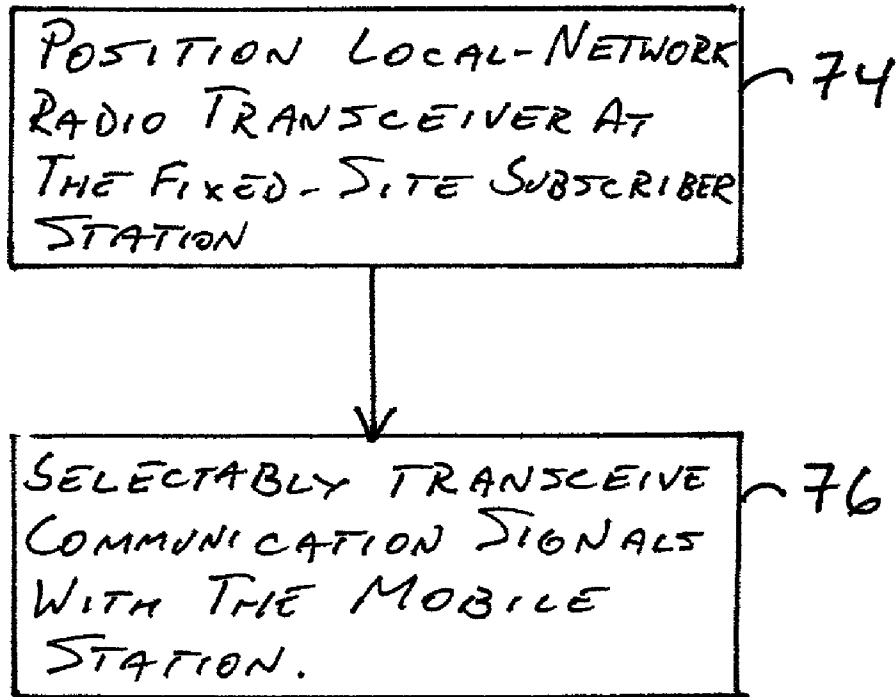 POSITION LOCAL-NETWORK
RADIO TRANSCEIVER AT
THE FIXED-SITE SUBSCRIBER
STATION
74
SELECTABLY TRANSCEIVE
COMMUNICATION SIGNALS
WITH THE MOBILE
STATION.
76